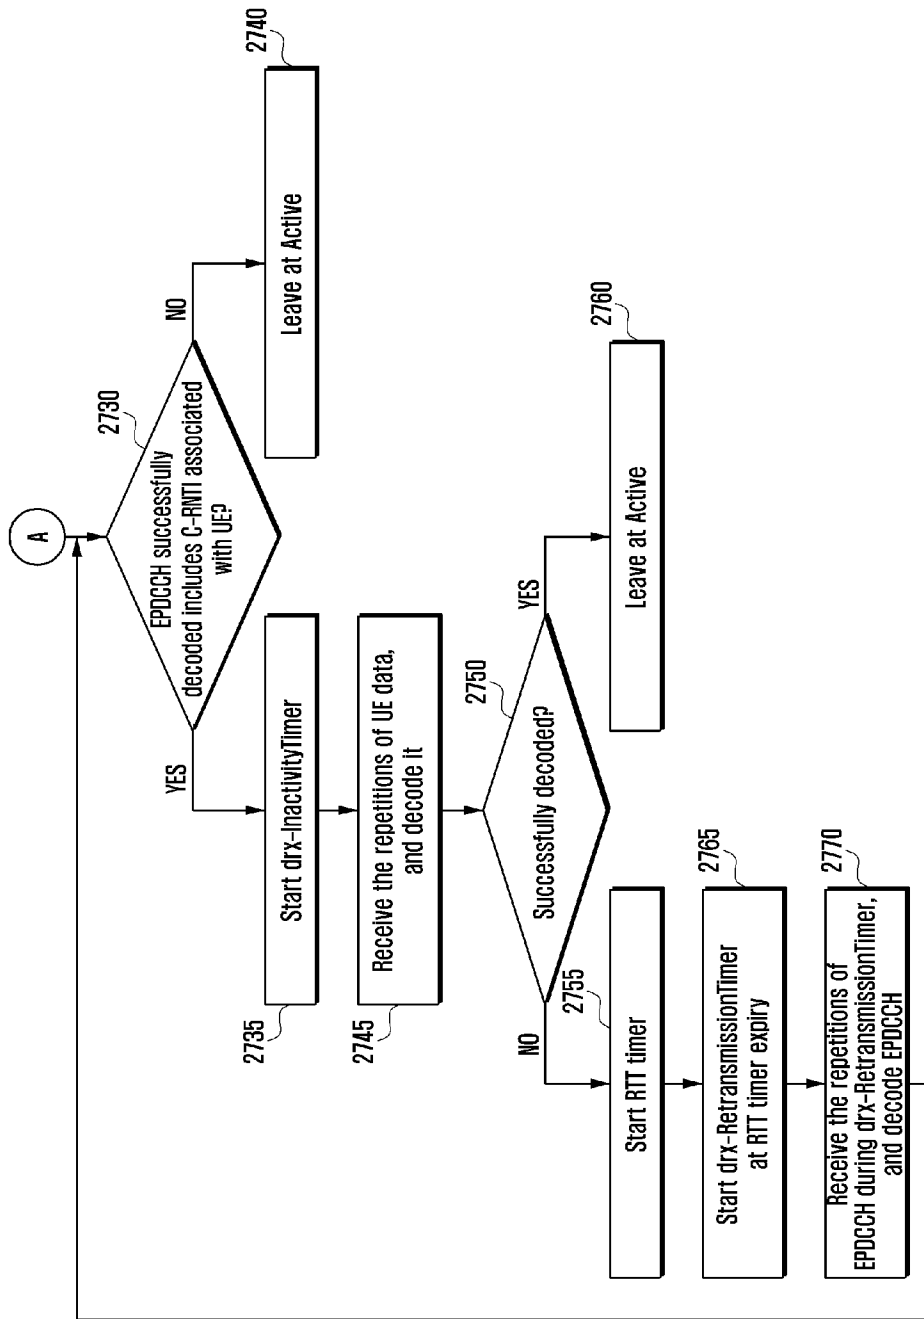 A
2730
EPDCCH successfully
decoded includes C-RNTI associated
with UE?
YES
NO
2740
Leave at Active
Start drx-InactivityTimer
2735
Receive the repetitions of UE data,
and decode it
2745
2750
Successfully decoded?
NO
YES
2760
Leave at Active
2755
Start RTT timer
2765
Start drx-RetransmissionTimer
at RTT timer expiry
2770
Receive the repetitions of
EPDCCH during drx-RetransmissionTimer,
and decode EPDCCH